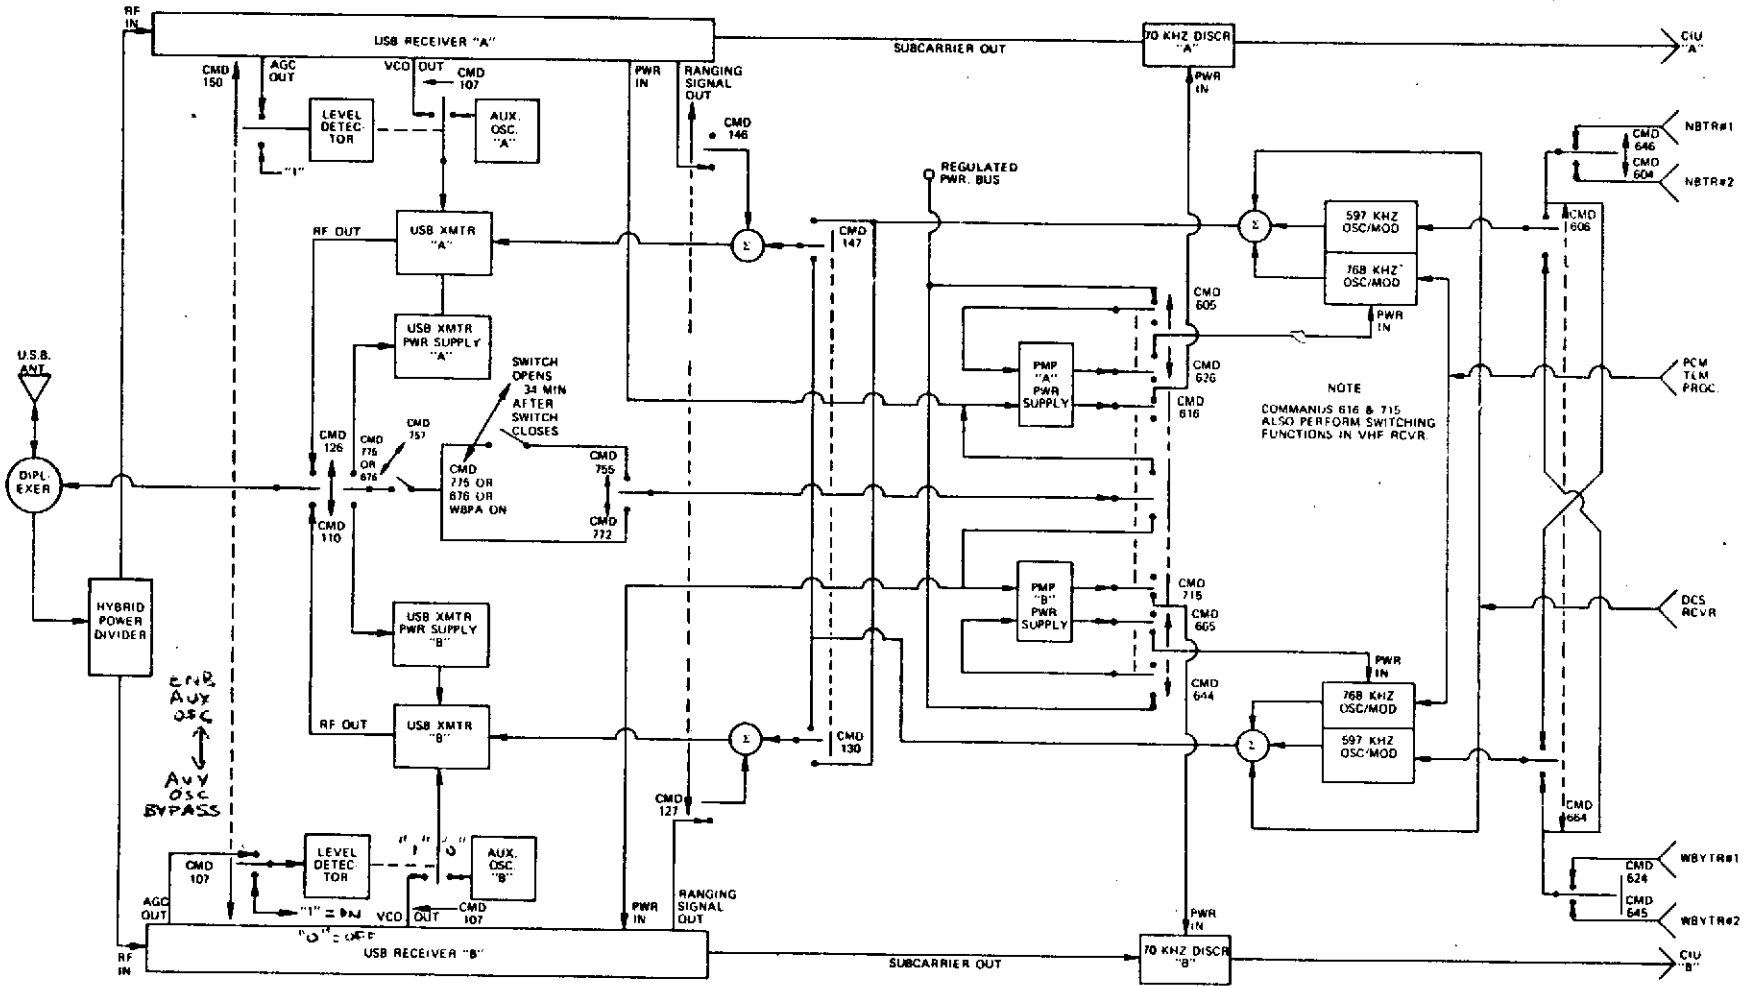 RF
IN
USB RECEIVER "A"
SUBCARRIER OUT
70 KHZ DISCR
"A"
CIU
"A"
CMD
150
AGC
OUT
VCO OUT
CMD
107
PWR
IN
RANGING
SIGNAL
OUT
PWR
IN
LEVEL
DETEC-
TOR
AUX.
OSC.
"A"
CMD
146
"1"
REGULATED
PWR. BUS
NBTR#1
CMD
646
CMD
604
NBTR#2
RF OUT
USB XMTR
"A"
Σ
CMD
147
Σ
597 KHZ
OSC/MOD
768 KHZ
OSC/MOD
CMD
606
PWR
IN
USB XMTR
PWR SUPPLY
"A"
CMD
605
U.S.B.
ANT.
SWITCH
OPENS
34 MIN
AFTER
SWITCH
CLOSES
PMP
"A"
PWR
SUPPLY
CMD
626
CMD
616
NOTE
COMMANDS 616 & 715
ALSO PERFORM SWITCHING
FUNCTIONS IN VHF RCVR.
PCM
TLM
PROC.
DIPL-
EXER
CMD
126
CMD
775
OR
676
CMD
757
CMD
775 OR
676 OR
WBPA ON
CMD
755
CMD
772
CMD
110
HYBRID
POWER
DIVIDER
USB XMTR
PWR SUPPLY
"B"
PMP
"B"
PWR
SUPPLY
CMD
715
CMD
665
DCS
RCVR
CMD
644
PWR
IN
768 KHZ
OSC/MOD
597 KHZ
OSC/MOD
ENB
AUX
OSC
AUX
OSC
BYPASS
RF OUT
USB XMTR
"B"
Σ
CMD
130
Σ
CMD
127
CMD
664
CMD
107
LEVEL
DETEC-
TOR
"1" "0"
AUX.
OSC.
"B"
WBVTR#1
CMD
624
CMD
645
WBVTR#2
AGC
OUT
"1" = ON
"0" = OFF
VCO OUT
CMD
107
PWR
IN
RANGING
SIGNAL
OUT
PWR
IN
RF
IN
USB RECEIVER "B"
SUBCARRIER OUT
70 KHZ DISCR
"B"
CIU
"B"